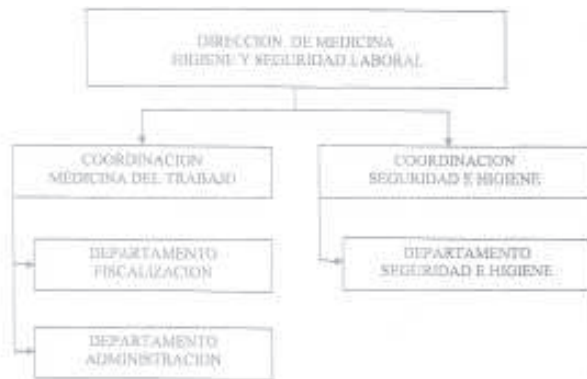 DIRECCION DE MEDICINA
HIGIENE Y SEGURIDAD LABORAL
COORDINACION
MEDICINA DEL TRABAJO
COORDINACION
SEGURIDAD E HIGIENE
DEPARTAMENTO
FISCALIZACION
DEPARTAMENTO
SEGURIDAD E HIGIENE
DEPARTAMENTO
ADMINISTRACION